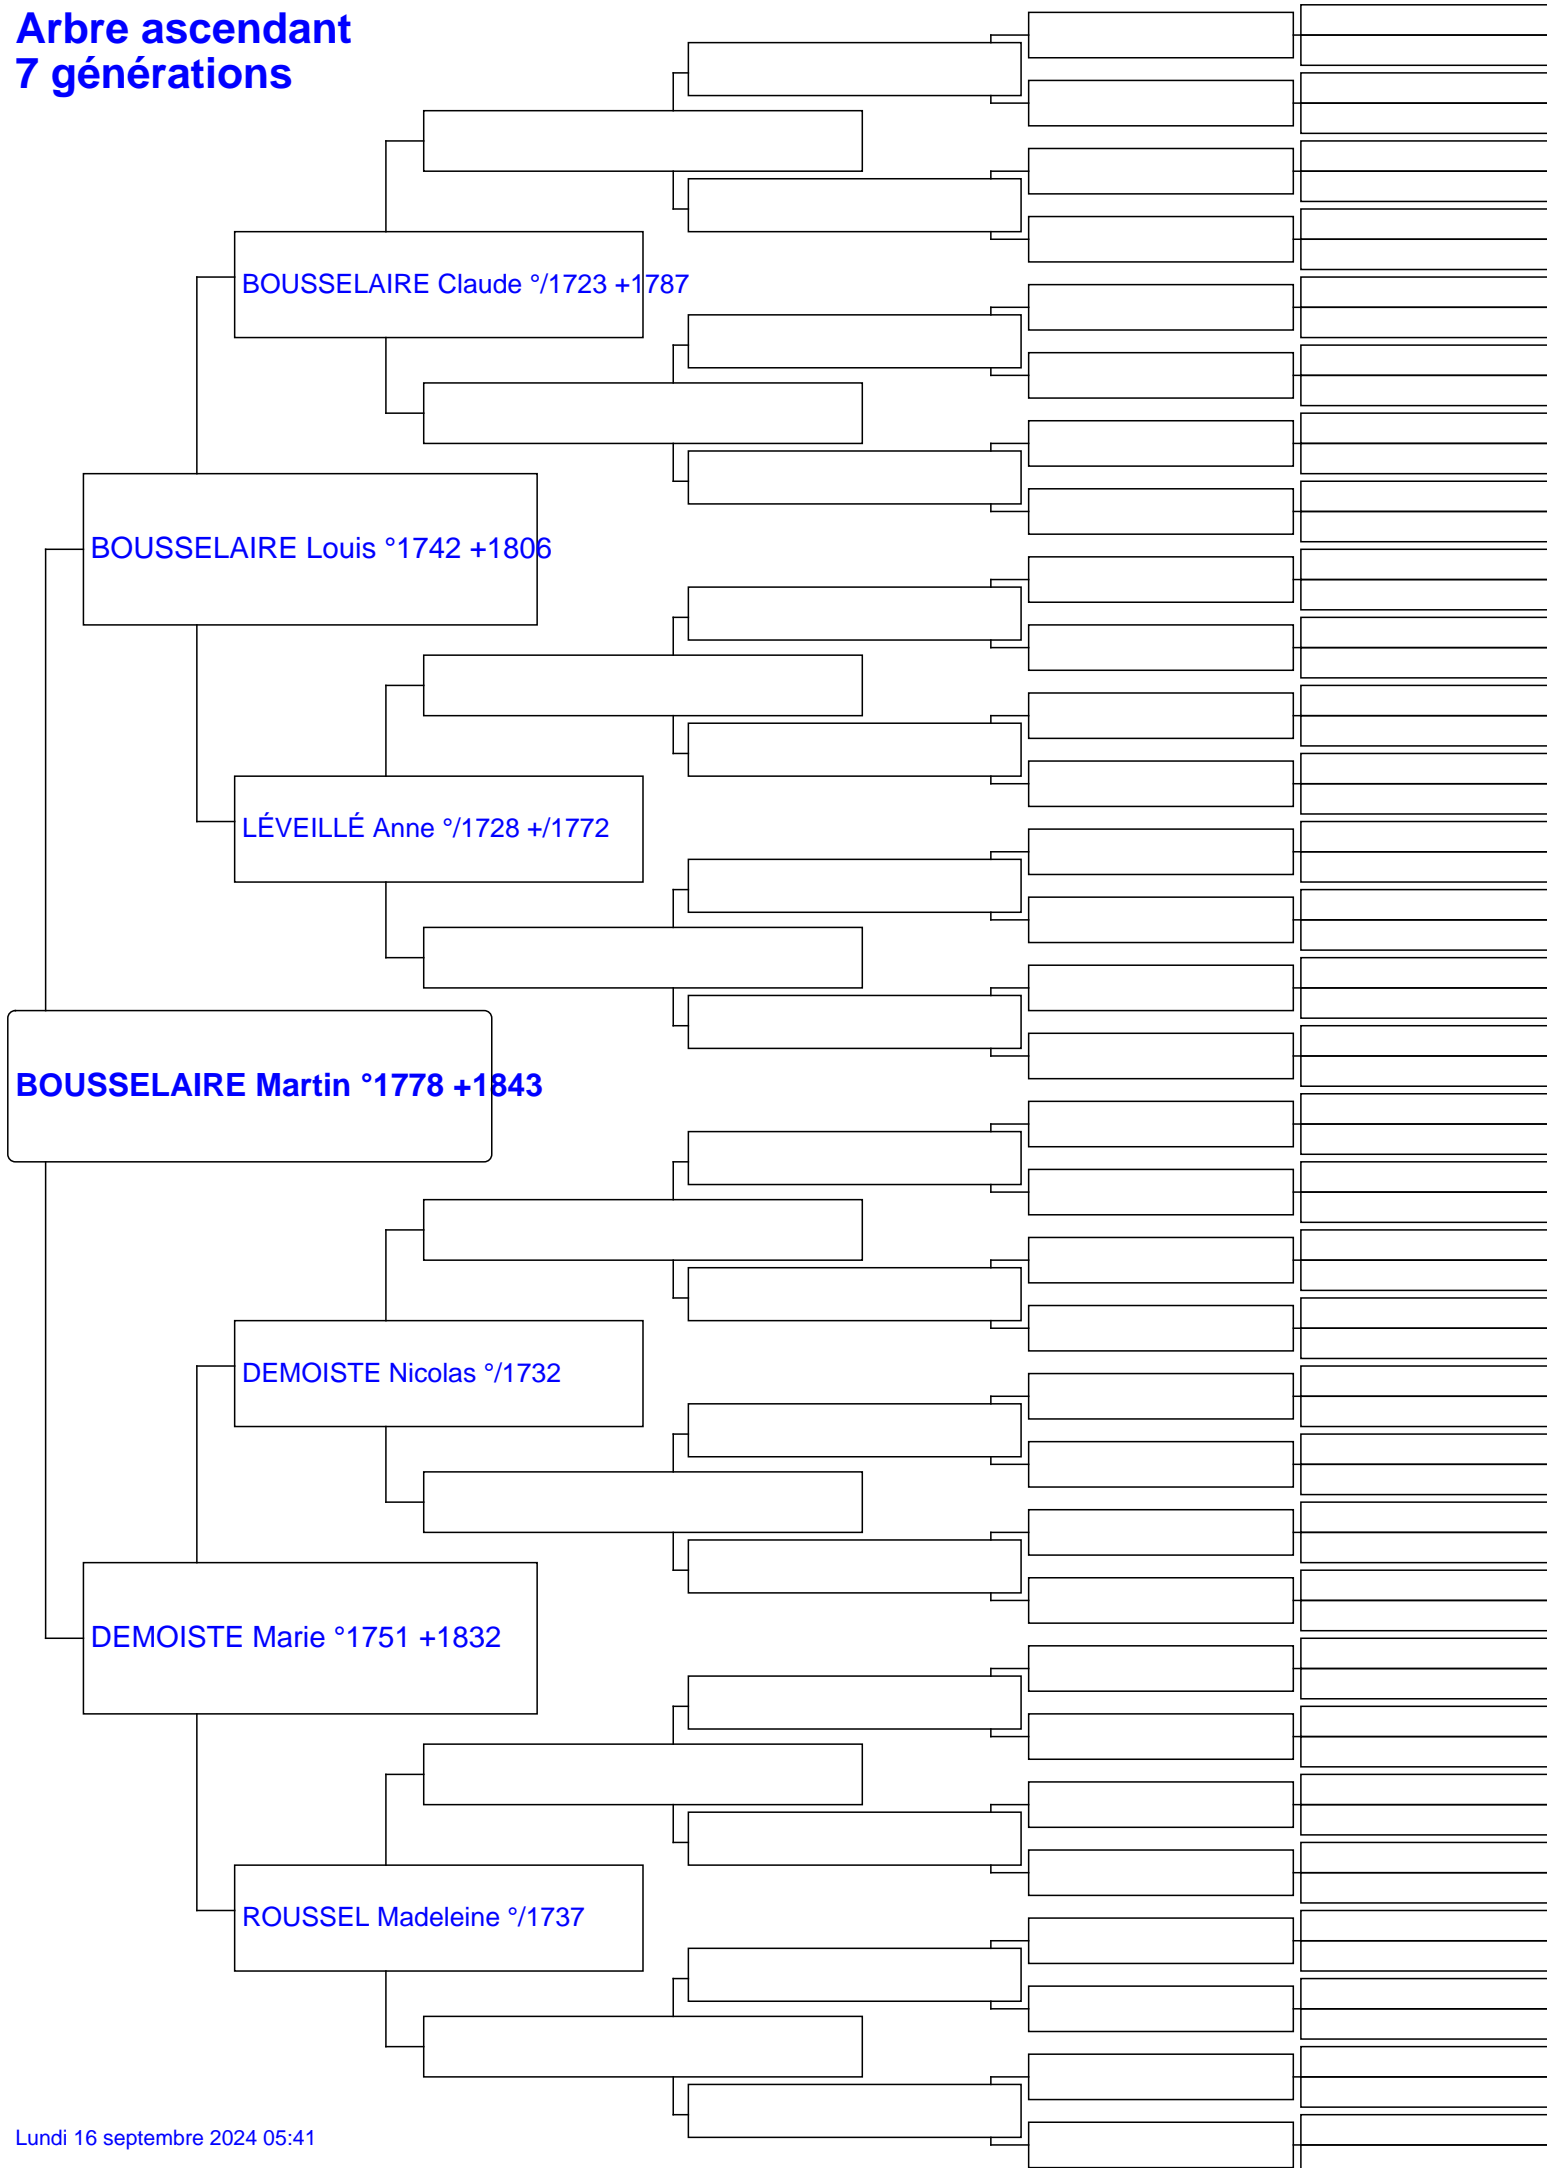 Arbre ascendant
7 générations
BOUSSELAIRE Claude °/1723 +1787
BOUSSELAIRE Louis °1742 +1806
LÉVEILLÉ Anne °/1728 +/1772
BOUSSELAIRE Martin °1778 +1843
DEMOISTE Nicolas °/1732
DEMOISTE Marie °1751 +1832
ROUSSEL Madeleine °/1737
Lundi 16 septembre 2024 05:41